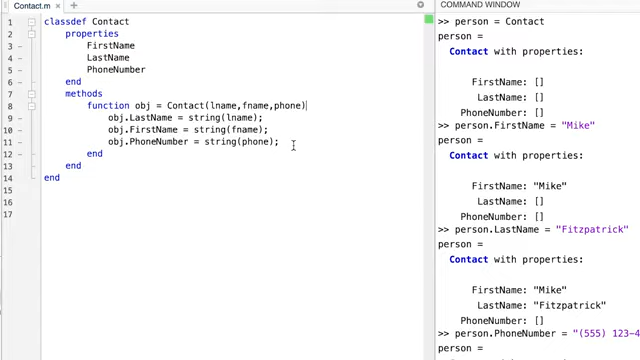 Contact.m × +
1 classdef Contact
2 properties
3 FirstName
4 LastName
5 PhoneNumber
6 end
7 methods
8 function obj = Contact(lname,fname,phone)
9 obj.LastName = string(lname);
10 obj.FirstName = string(fname);
11 obj.PhoneNumber = string(phone);
12 end
13 end
14 end
15
16
17
COMMAND WINDOW
>> person = Contact
person =
Contact with properties:
FirstName: []
LastName: []
PhoneNumber: []
>> person.FirstName = "Mike"
person =
Contact with properties:
FirstName: "Mike"
LastName: []
PhoneNumber: []
>> person.LastName = "Fitzpatrick"
person =
Contact with properties:
FirstName: "Mike"
LastName: "Fitzpatrick"
PhoneNumber: []
>> person.PhoneNumber = "(555) 123-4
person =